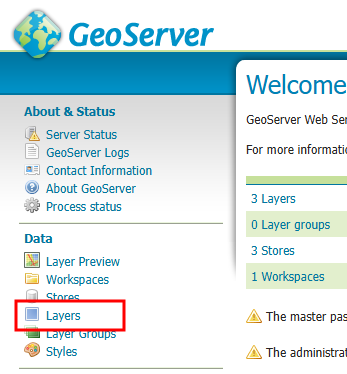 GeoServer
Welcome
GeoServer Web Ser
For more informatio
About & Status
Server Status
GeoServer Logs
Contact Information
About GeoServer
Process status
Data
Layer Preview
Workspaces
Stores
Layers
Layer Groups
Styles
3 Layers
0 Layer groups
3 Stores
1 Workspaces
The master pas
The administrat